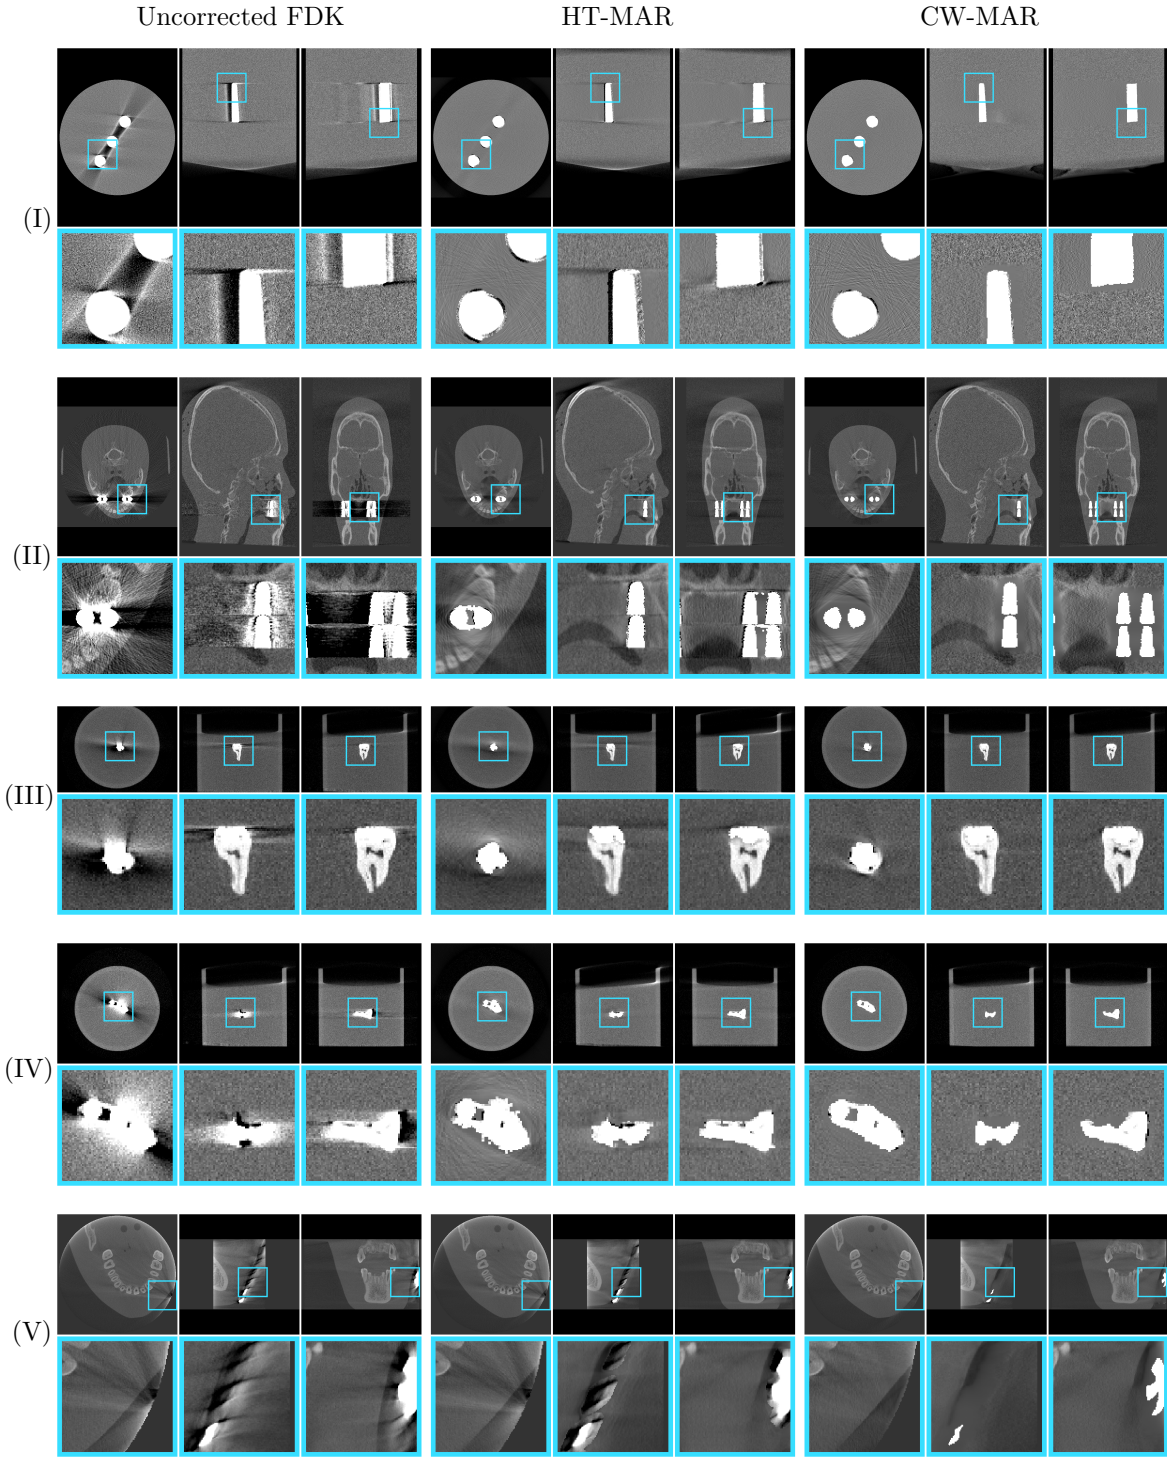 Uncorrected FDK HT-MAR CW-MAR
(I)
(II)
(III)
(IV)
(V)